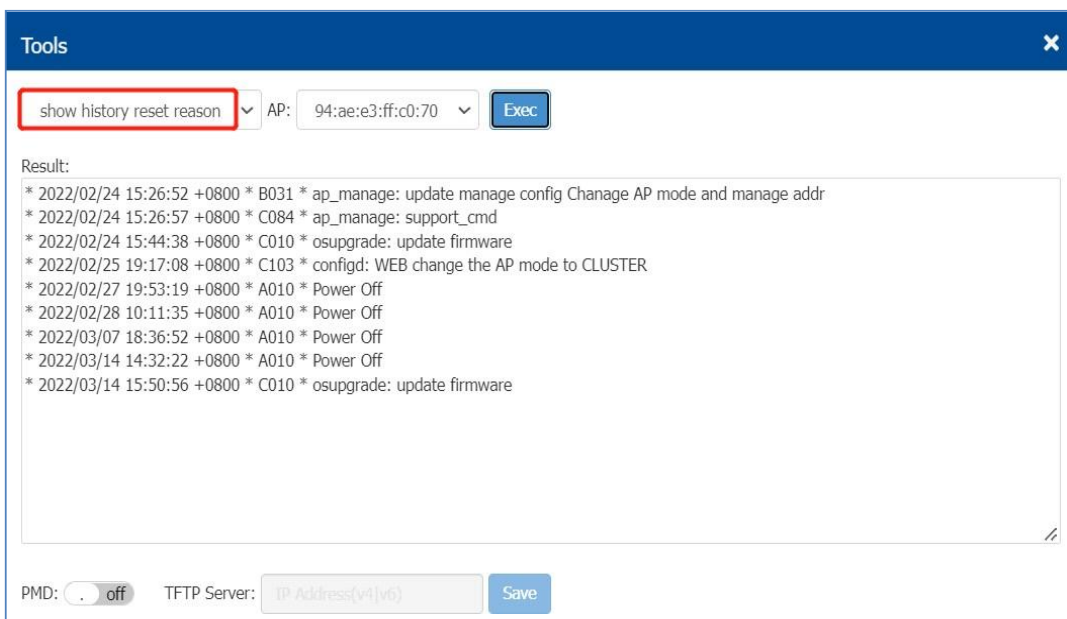 Tools
show history reset reason AP: 94:ae:e3:ff:c0:70 Exec
Result:
* 2022/02/24 15:26:52 +0800 * B031 * ap_manage: update manage config Chanage AP mode and manage addr
* 2022/02/24 15:26:57 +0800 * C084 * ap_manage: support_cmd
* 2022/02/24 15:44:38 +0800 * C010 * osupgrade: update firmware
* 2022/02/25 19:17:08 +0800 * C103 * configd: WEB change the AP mode to CLUSTER
* 2022/02/27 19:53:19 +0800 * A010 * Power Off
* 2022/02/28 10:11:35 +0800 * A010 * Power Off
* 2022/03/07 18:36:52 +0800 * A010 * Power Off
* 2022/03/14 14:32:22 +0800 * A010 * Power Off
* 2022/03/14 15:50:56 +0800 * C010 * osupgrade: update firmware
PMD: . off TFTP Server: IP Address(v4|v6) Save